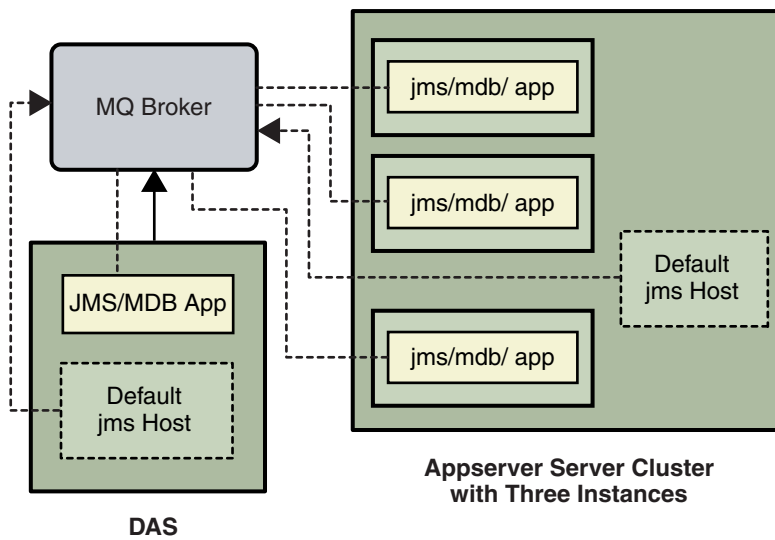 MQ Broker
jms/mdb/ app
jms/mdb/ app
Default
jms Host
JMS/MDB App
jms/mdb/ app
Default
jms Host
Appserver Server Cluster
with Three Instances
DAS